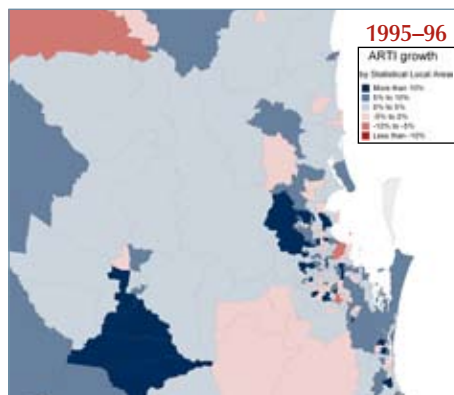 1995–96
ARTI growth
by Statistical Local Areas
More than 10%
5% to 10%
0% to 5%
-5% to 0%
-10% to -5%
Less than -10%